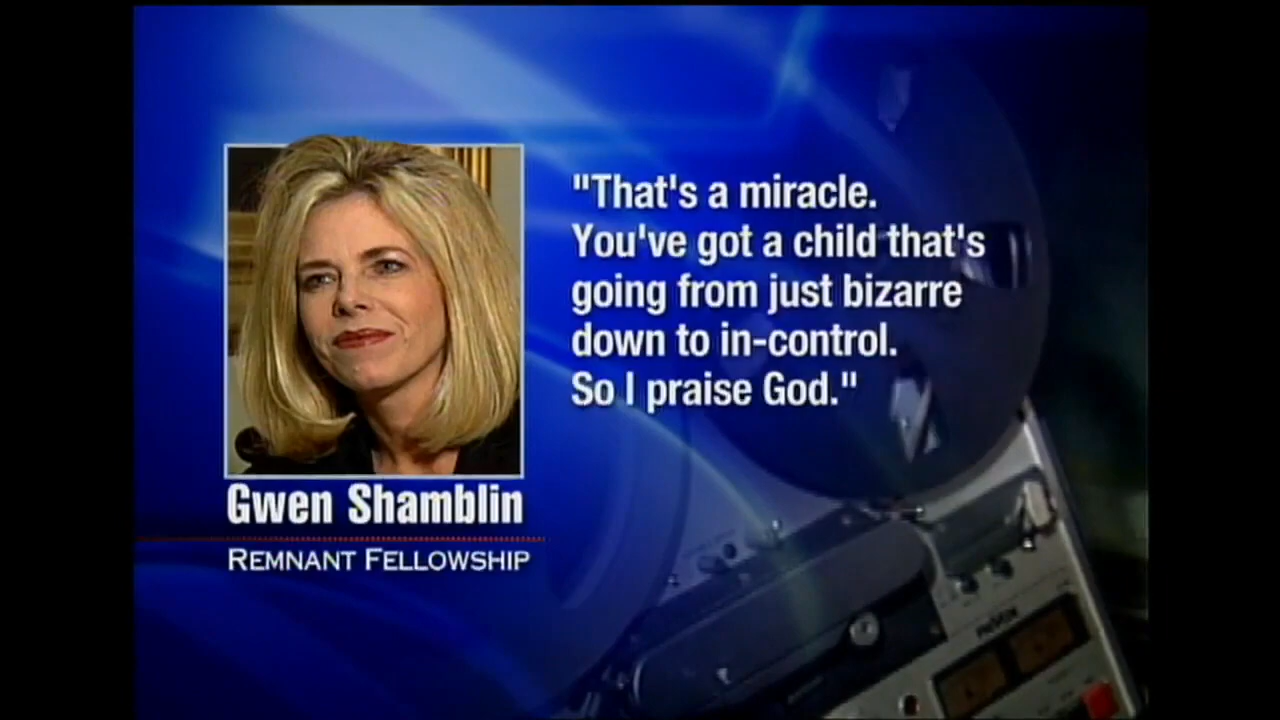 "That's a miracle.
You've got a child that's
going from just bizarre
down to in-control.
So I praise God."
Gwen Shamblin
REMNANT FELLOWSHIP